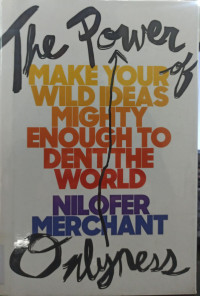 The Power
of
MAKE YOUR
WILD IDEAS
MIGHTY
ENOUGH TO
DENT THE
WORLD
NILOFER
MERCHANT
Onlyness